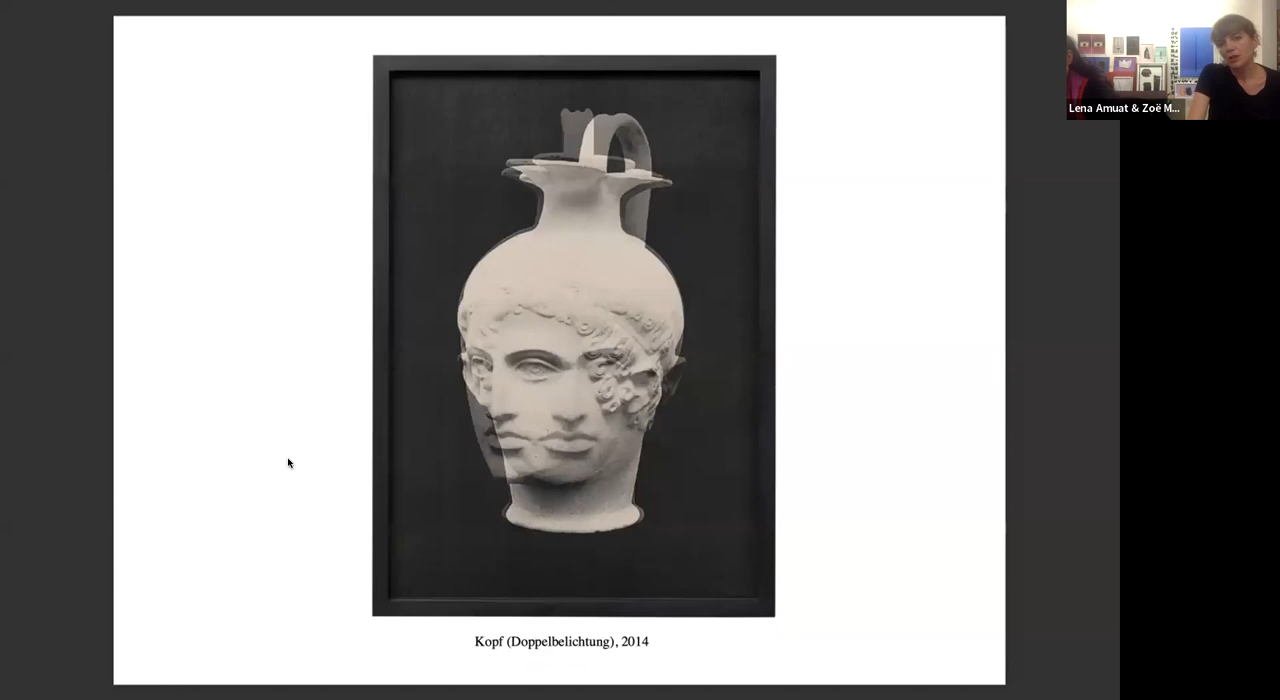 Lena Amuat & Zoë M...
Kopf (Doppelbelichtung), 2014